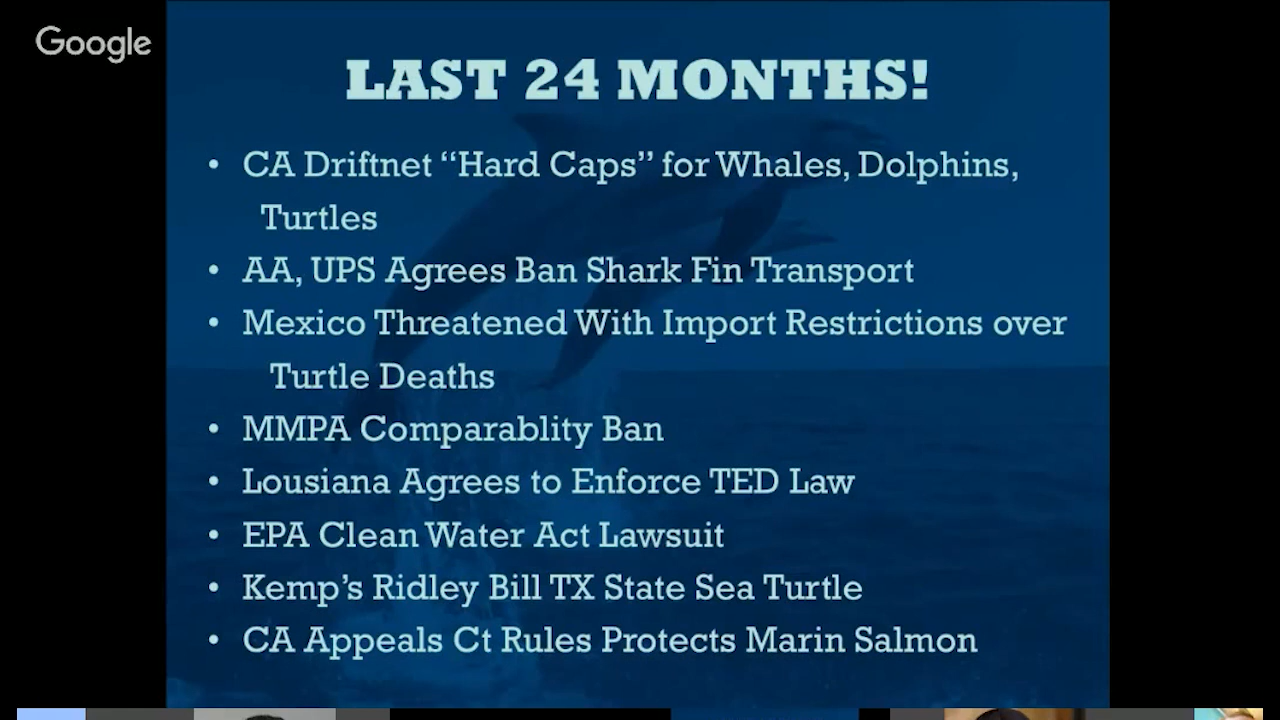 Google
LAST 24 MONTHS!
• CA Driftnet “Hard Caps” for Whales, Dolphins,
Turtles
• AA, UPS Agrees Ban Shark Fin Transport
• Mexico Threatened With Import Restrictions over
Turtle Deaths
• MMPA Comparablity Ban
• Lousiana Agrees to Enforce TED Law
• EPA Clean Water Act Lawsuit
• Kemp’s Ridley Bill TX State Sea Turtle
• CA Appeals Ct Rules Protects Marin Salmon